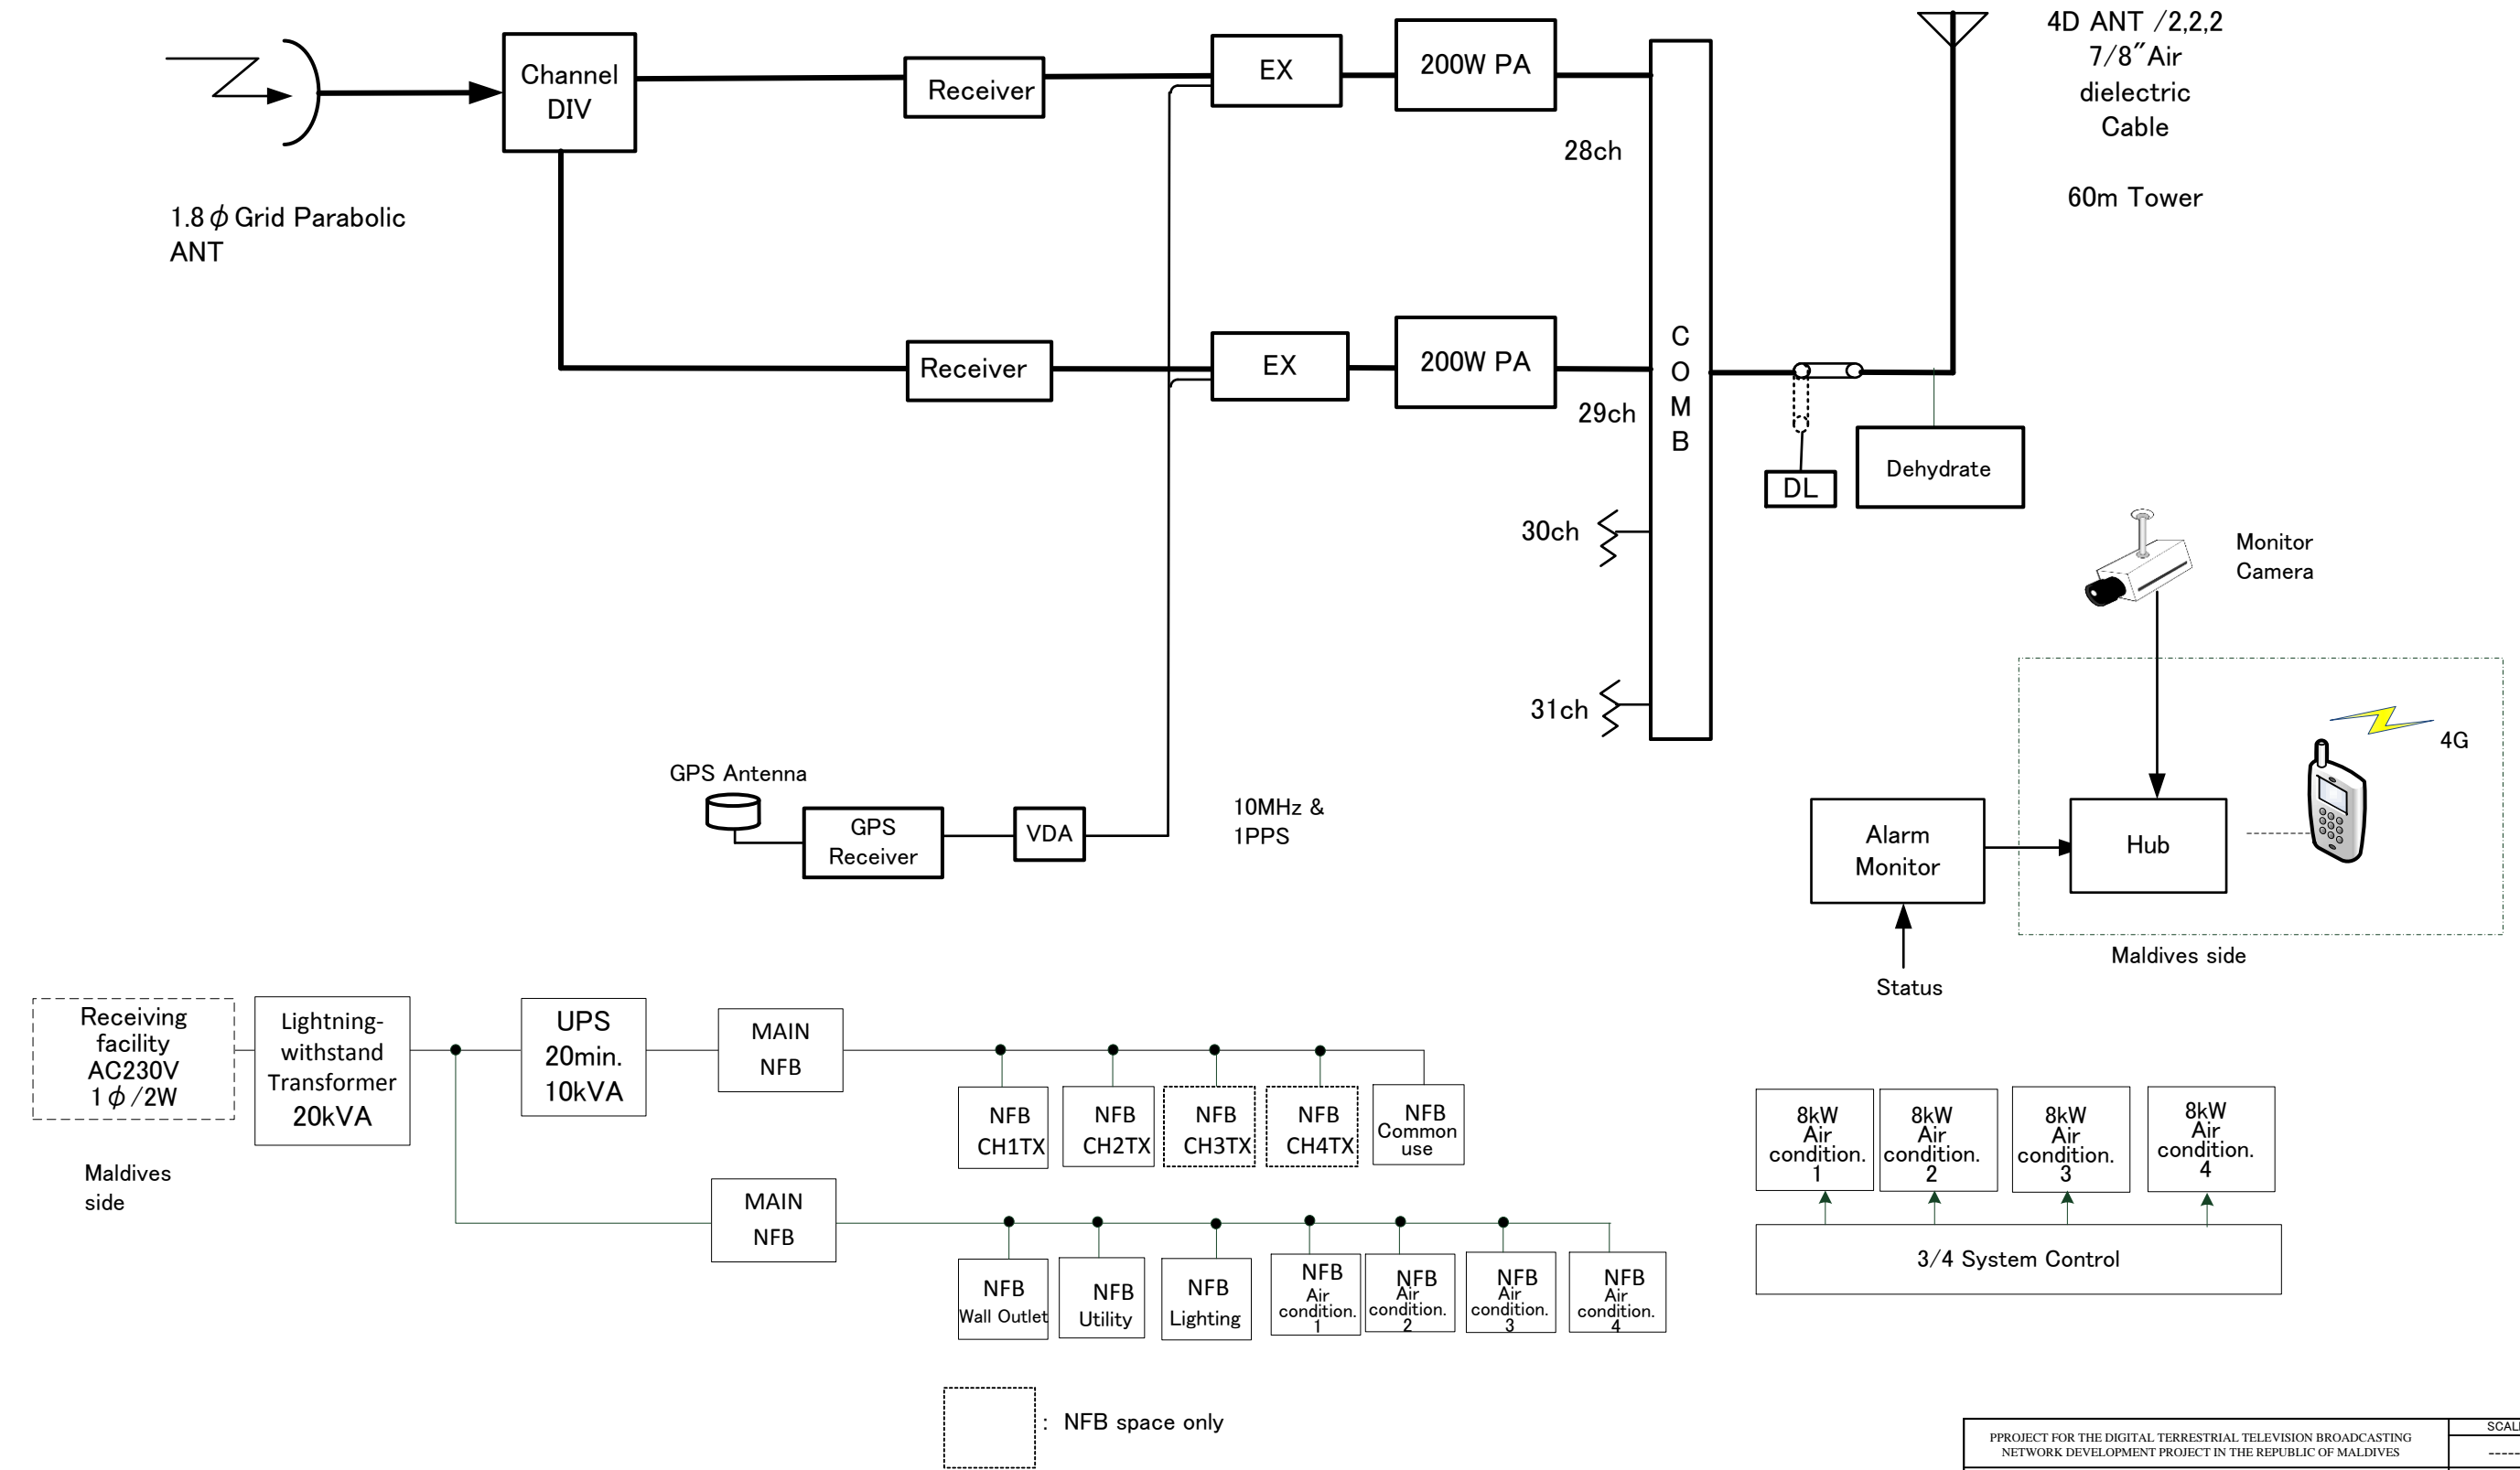 Channel
DIV
Receiver
EX
200W PA
4D ANT /2,2,2
7/8″Air
dielectric
Cable
60m Tower
28ch
1.8φGrid Parabolic
ANT
Receiver
EX
200W PA
C
O
M
B
29ch
DL
Dehydrate
30ch
31ch
Monitor
Camera
4G
GPS Antenna
GPS
Receiver
VDA
10MHz &
1PPS
Alarm
Monitor
Hub
Maldives side
Status
Receiving
facility
AC230V
1φ/2W
Lightning-
withstand
Transformer
20kVA
UPS
20min.
10kVA
MAIN
NFB
NFB
CH1TX
NFB
CH2TX
NFB
CH3TX
NFB
CH4TX
NFB
Common
use
8kW
Air
condition.
1
8kW
Air
condition.
2
8kW
Air
condition.
3
8kW
Air
condition.
4
Maldives
side
MAIN
NFB
NFB
Wall Outlet
NFB
Utility
NFB
Lighting
NFB
Air
condition.
1
NFB
Air
condition.
2
NFB
Air
condition.
3
NFB
Air
condition.
4
3/4 System Control
: NFB space only
PPROJECT FOR THE DIGITAL TERRESTRIAL TELEVISION BROADCASTING
NETWORK DEVELOPMENT PROJECT IN THE REPUBLIC OF MALDIVES